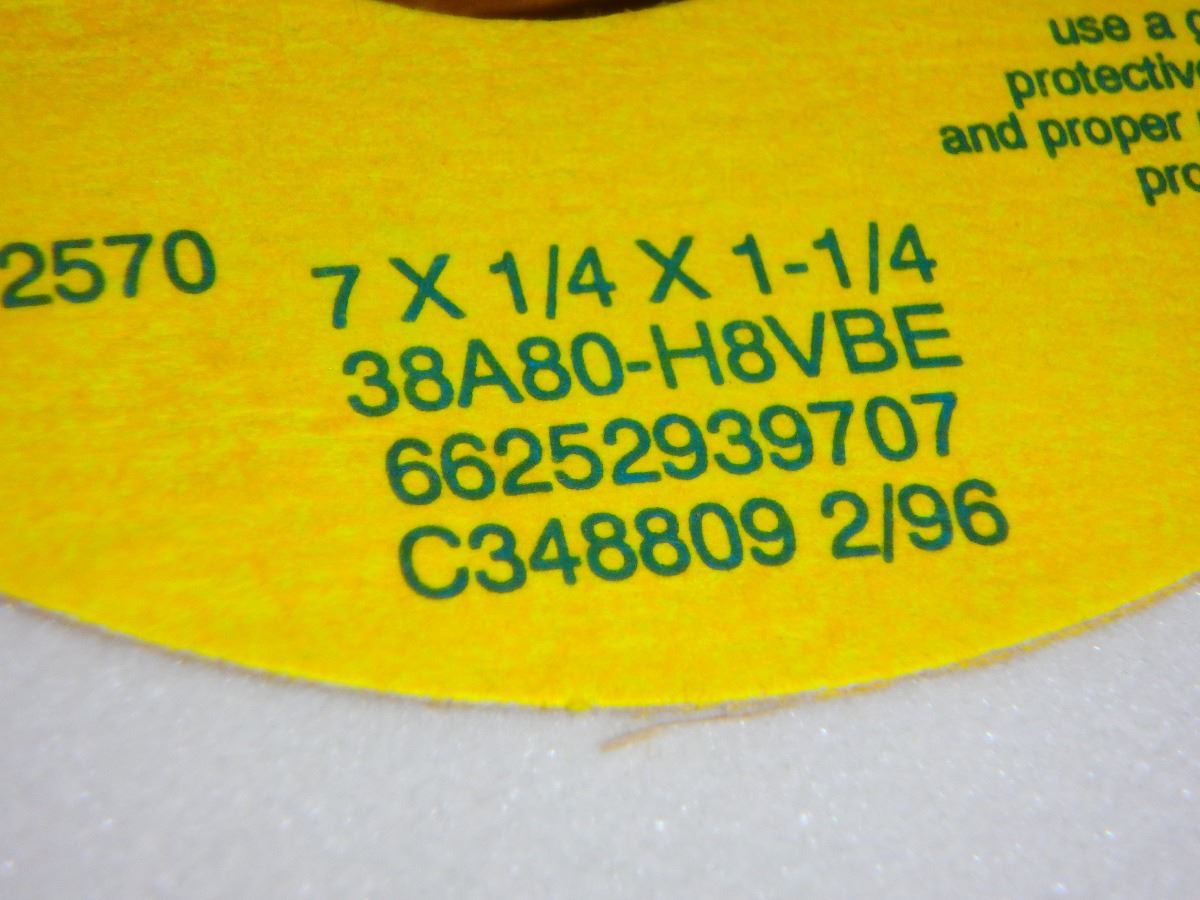 use a
protective
and proper
2570
7 X 1/4 X 1-1/4
38A80-H8VBE
66252939707
C348809 2/96